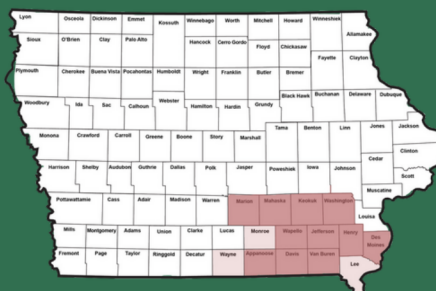 Lyon Osceola Dickinson Emmet Kossuth Winnebago Worth Mitchell Howard Winneshiek Allamakee
Sioux O'Brien Clay Palo Alto Hancock Cerro Gordo Floyd Chickasaw Fayette Clayton
Plymouth Cherokee Buena Vista Pocahontas Humboldt Wright Franklin Butler Bremer
Woodbury Ida Sac Calhoun Webster Hamilton Hardin Grundy Black Hawk Buchanan Delaware Dubuque
Monona Crawford Carroll Greene Boone Story Marshall Tama Benton Linn Jones Jackson
Clinton
Cedar
Harrison Shelby Audubon Guthrie Dallas Polk Jasper Poweshiek Iowa Johnson Scott
Muscatine
Pottawattamie Cass Adair Madison Warren Marion Mahaska Keokuk Washington Louisa
Mills Montgomery Adams Union Clarke Lucas Monroe Wapello Jefferson Henry Des Moines
Fremont Page Taylor Ringgold Decatur Wayne Appanoose Davis Van Buren Lee